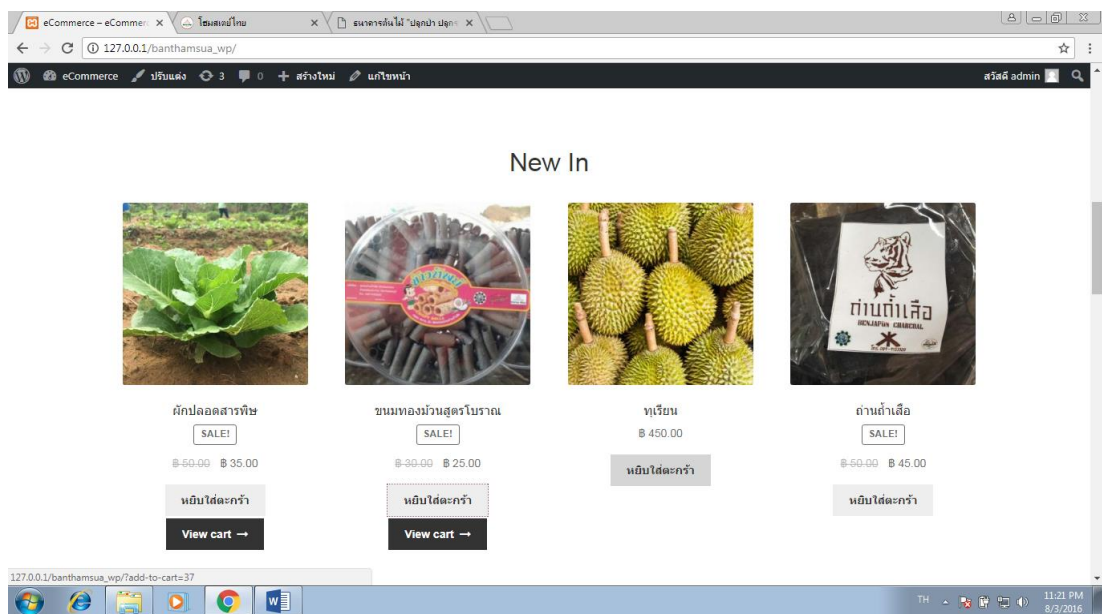 eCommerce – eCommer
โฮมสเตย์ไทย
ธนาคารต้นไม้ "ปลูกป่า ปลูก
127.0.0.1/banthamsua_wp/
eCommerce ปรับแต่ง 3 0 + สร้างใหม่ แก้ไขหน้า
สวัสดี admin
New In
ถ่านถ้ำเสือ
BENJAPON CHARCOAL
ผักปลอดสารพิษ
SALE!
฿ 50.00 ฿ 35.00
หยิบใส่ตะกร้า
View cart →
ขนมทองม้วนสูตรโบราณ
SALE!
฿ 30.00 ฿ 25.00
หยิบใส่ตะกร้า
View cart →
ทุเรียน
฿ 450.00
หยิบใส่ตะกร้า
ถ่านถ้ำเสือ
SALE!
฿ 50.00 ฿ 45.00
หยิบใส่ตะกร้า
127.0.0.1/banthamsua_wp/?add-to-cart=37
TH
11:21 PM
8/3/2016